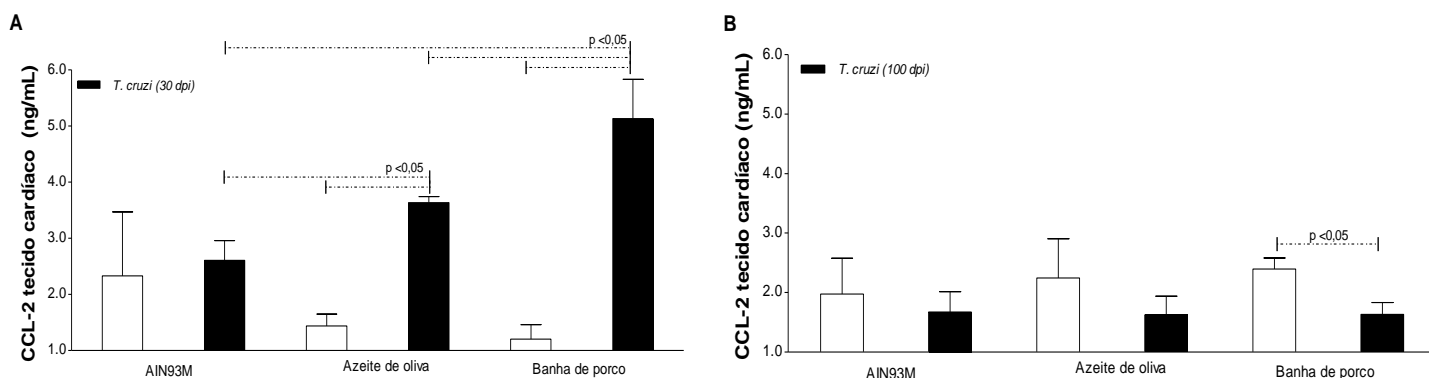 A
CCL-2 tecido cardíaco (ng/mL)
6.0
5.0
4.0
3.0
2.0
1.0
T. cruzi (30 dpi)
p <0,05
p <0,05
AIN93M
Azeite de oliva
Banha de porco
B
CCL-2 tecido cardíaco (ng/mL)
6.0
5.0
4.0
3.0
2.0
1.0
T. cruzi (100 dpi)
p <0,05
AIN93M
Azeite de oliva
Banha de porco